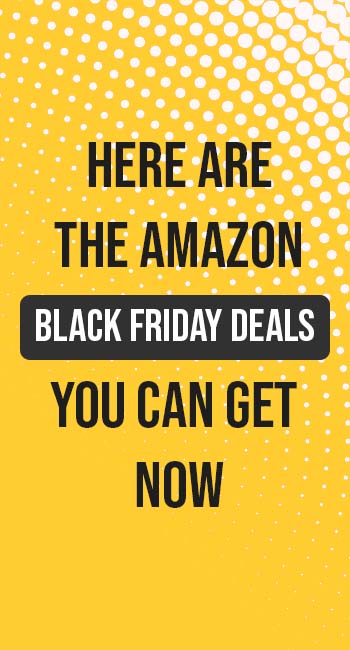 HERE ARE
THE AMAZON
BLACK FRIDAY DEALS
YOU CAN GET
NOW